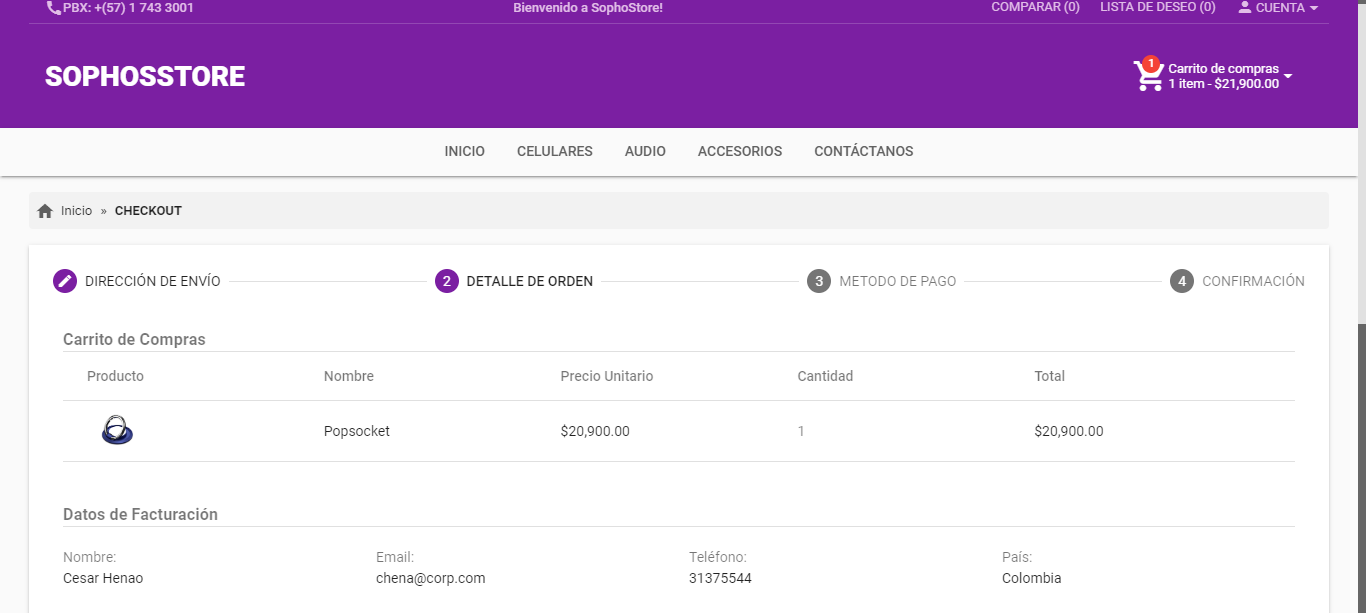 PBX: +(57) 1 743 3001
Bienvenido a SophoStore!
COMPARAR (0)
LISTA DE DESEO (0)
CUENTA
SOPHOSSTORE
1
Carrito de compras
1 item - $21,900.00
INICIO
CELULARES
AUDIO
ACCESORIOS
CONTÁCTANOS
Inicio » CHECKOUT
DIRECCIÓN DE ENVÍO
2 DETALLE DE ORDEN
3 METODO DE PAGO
4 CONFIRMACIÓN
Carrito de Compras
Producto Nombre Precio Unitario Cantidad Total
Popsocket $20,900.00 1 $20,900.00
Datos de Facturación
Nombre: Email: Teléfono: País:
Cesar Henao chena@corp.com 31375544 Colombia